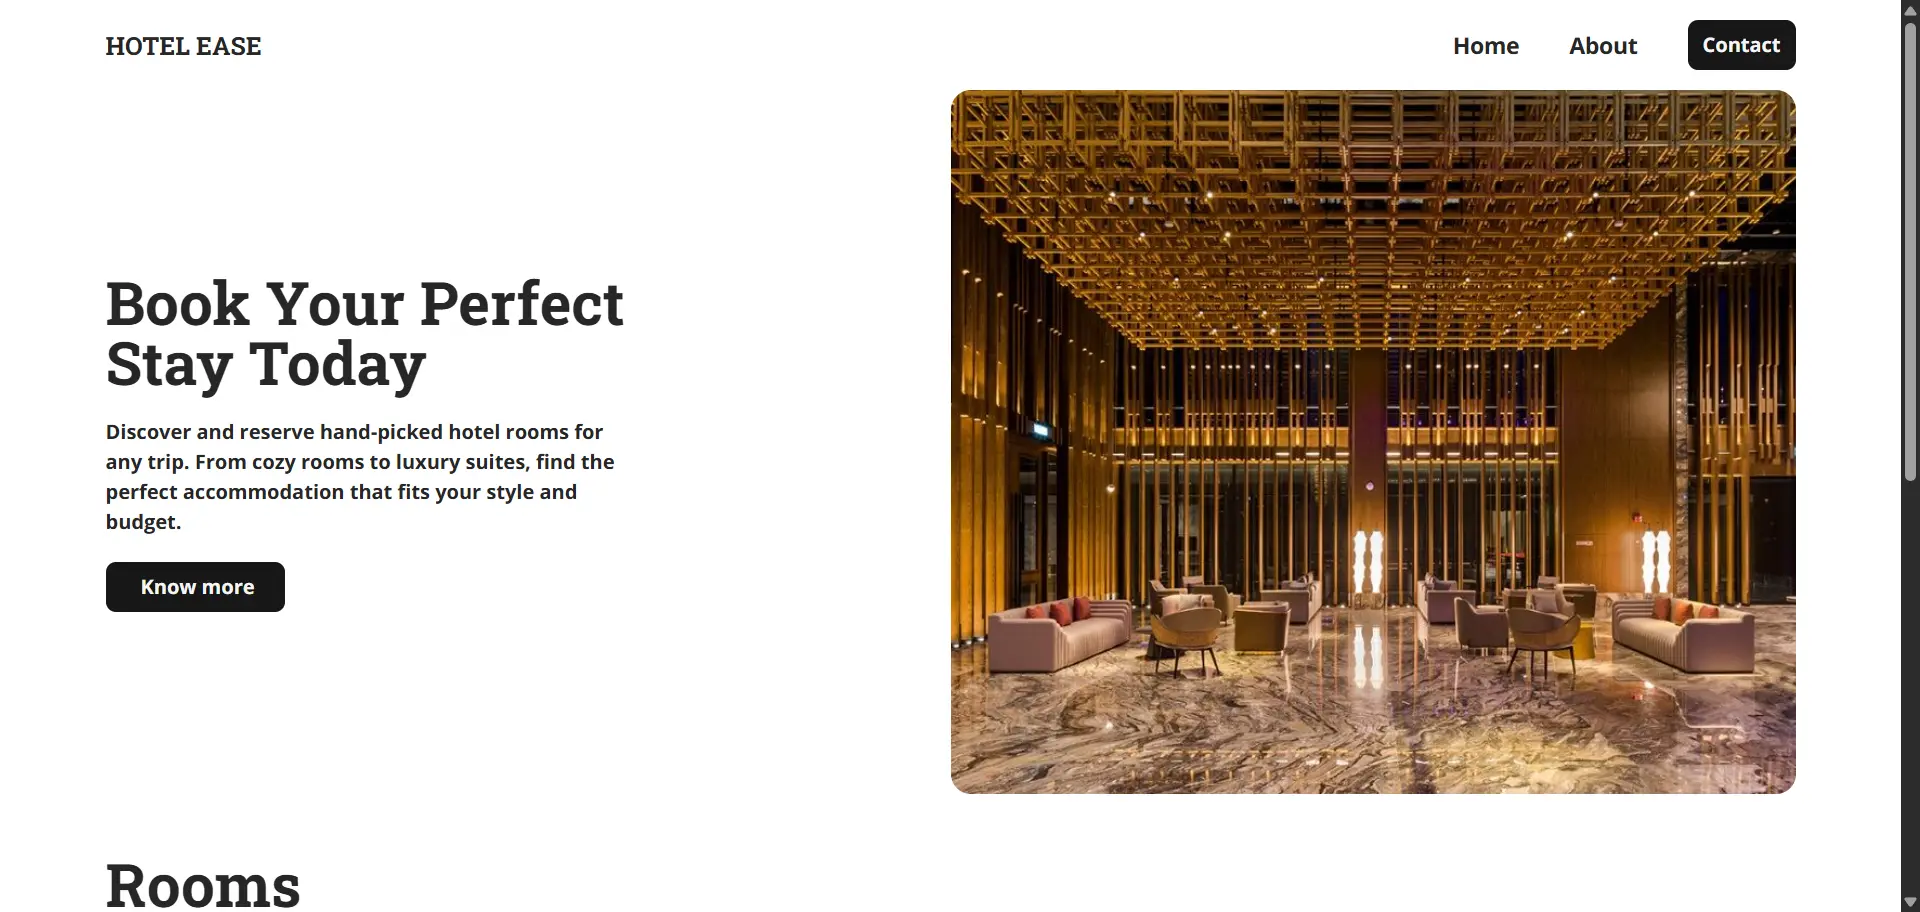 HOTEL EASE
Home
About
Contact
Book Your Perfect
Stay Today
Discover and reserve hand-picked hotel rooms for
any trip. From cozy rooms to luxury suites, find the
perfect accommodation that fits your style and
budget.
Know more
Rooms